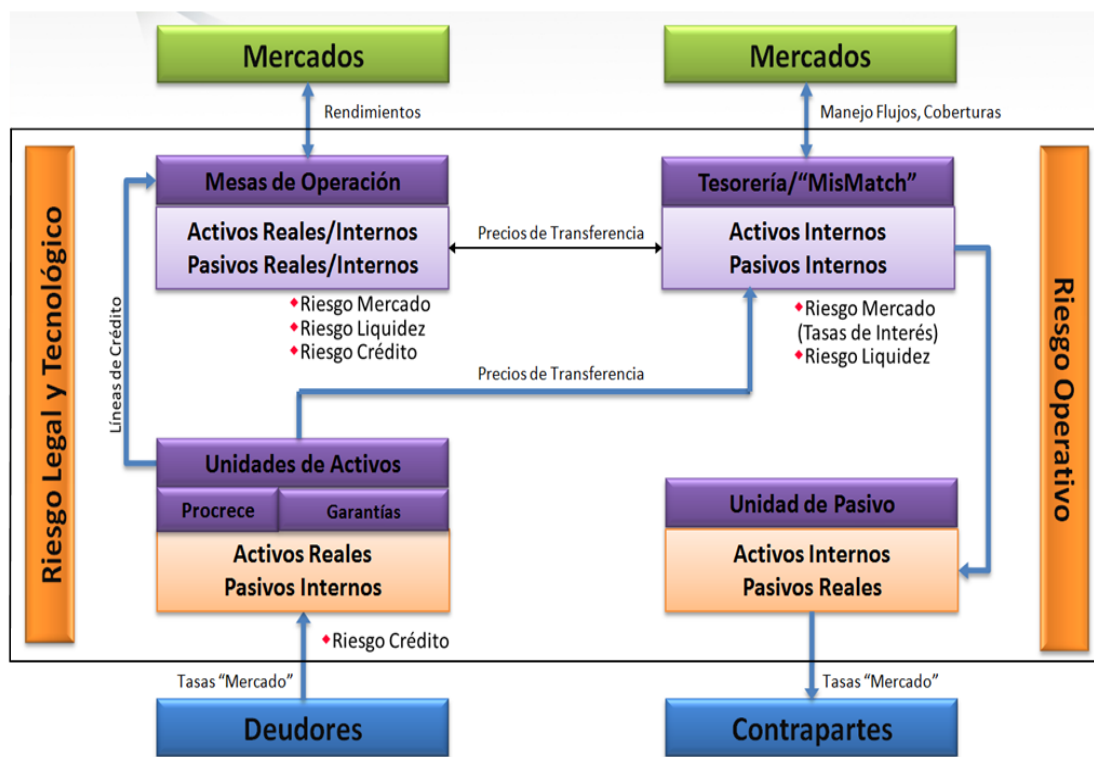 Mercados
Mercados
Rendimientos
Manejo Flujos, Coberturas
Riesgo Legal y Tecnológico
Mesas de Operación
Activos Reales/Internos
Pasivos Reales/Internos
Riesgo Mercado
Riesgo Liquidez
Riesgo Crédito
Precios de Transferencia
Tesorería/“MisMatch”
Activos Internos
Pasivos Internos
Riesgo Mercado
(Tasas de Interés)
Riesgo Liquidez
Riesgo Operativo
Líneas de Crédito
Precios de Transferencia
Unidades de Activos
Procrece
Garantías
Activos Reales
Pasivos Internos
Unidad de Pasivo
Activos Internos
Pasivos Reales
Riesgo Crédito
Tasas “Mercado”
Tasas “Mercado”
Deudores
Contrapartes